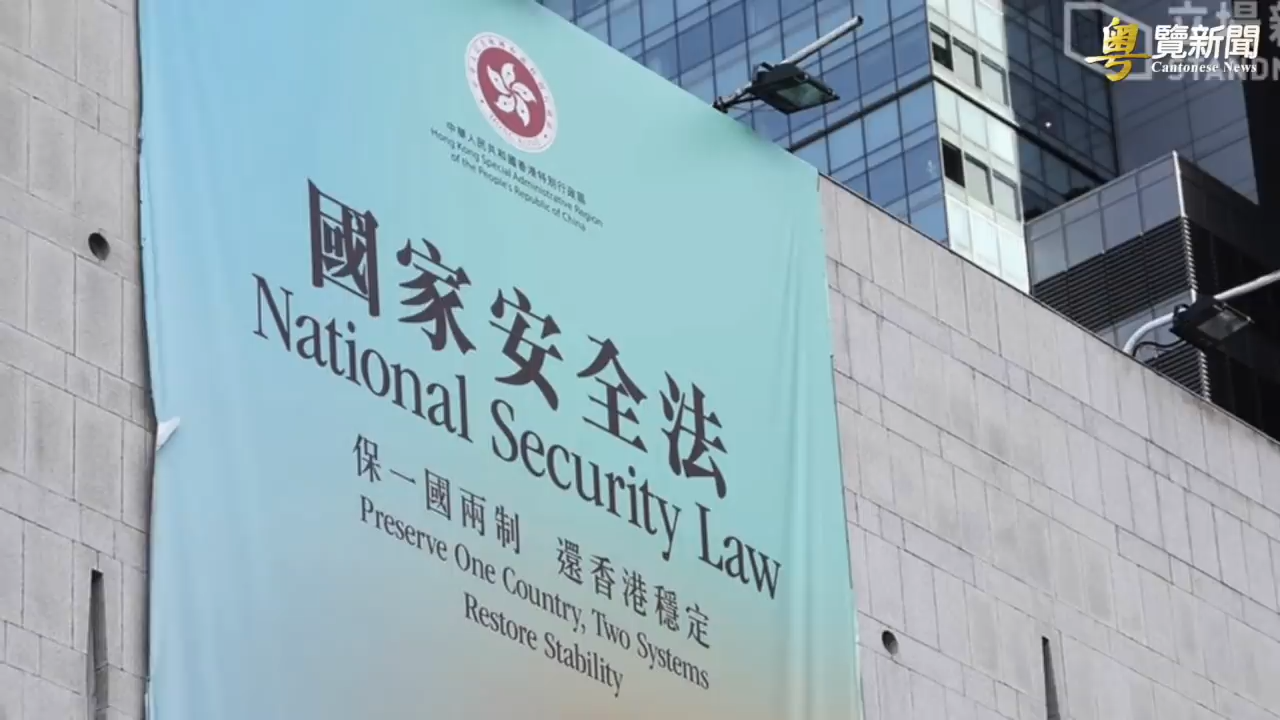 粵覽新聞
Cantonese News
中華人民共和國香港特別行政區
Hong Kong Special Administrative Region
of the People's Republic of China
國家安全法
National Security Law
保一國兩制 還香港穩定
Preserve One Country, Two Systems
Restore Stability